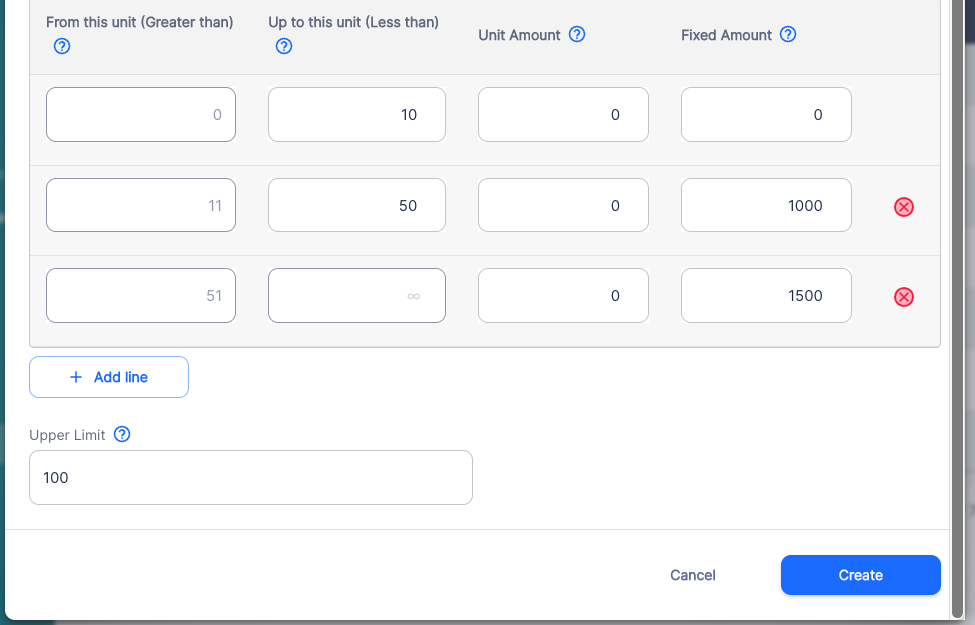 From this unit (Greater than) Up to this unit (Less than) Unit Amount ? Fixed Amount ?
? ?
0 10 0 0
11 50 0 1000
51 ∞ 0 1500
+ Add line
Upper Limit ?
100
Cancel Create